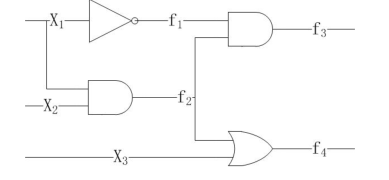 X₁ f₁ f₃
X₂ f₂
X₃ f₄